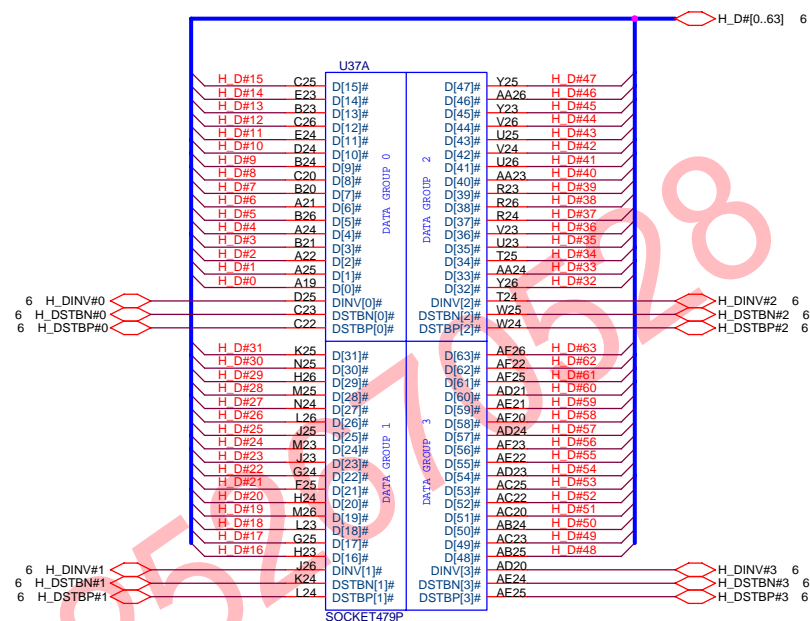 H_D#[0..63] 6
U37A
H_D#15 C25 D[15]# D[47]# Y25 H_D#47
H_D#14 E23 D[14]# D[46]# AA26 H_D#46
H_D#13 B23 D[13]# D[45]# Y23 H_D#45
H_D#12 C26 D[12]# D[44]# V26 H_D#44
H_D#11 E24 D[11]# D[43]# U25 H_D#43
H_D#10 D24 D[10]# D[42]# V24 H_D#42
H_D#9 B24 D[9]# D[41]# U26 H_D#41
H_D#8 C20 D[8]# D[40]# AA23 H_D#40
H_D#7 B20 D[7]# D[39]# R23 H_D#39
H_D#6 A21 D[6]# D[38]# R26 H_D#38
H_D#5 B26 D[5]# D[37]# R24 H_D#37
H_D#4 A24 D[4]# D[36]# V23 H_D#36
H_D#3 B21 D[3]# D[35]# U23 H_D#35
H_D#2 A22 D[2]# D[34]# T25 H_D#34
H_D#1 A25 D[1]# D[33]# AA24 H_D#33
H_D#0 A19 D[0]# D[32]# Y26 H_D#32
6 H_DINV#0 D25 DINV[0]# DINV[2]# T24 H_DINV#2 6
6 H_DSTBN#0 C23 DSTBN[0]# DSTBN[2]# W25 H_DSTBN#2 6
6 H_DSTBP#0 C22 DSTBP[0]# DSTBP[2]# W24 H_DSTBP#2 6
DATA GROUP 0
DATA GROUP 2
H_D#31 K25 D[31]# D[63]# AF26 H_D#63
H_D#30 N25 D[30]# D[62]# AF22 H_D#62
H_D#29 H26 D[29]# D[61]# AF25 H_D#61
H_D#28 M25 D[28]# D[60]# AD21 H_D#60
H_D#27 N24 D[27]# D[59]# AE21 H_D#59
H_D#26 L26 D[26]# D[58]# AF20 H_D#58
H_D#25 J25 D[25]# D[57]# AD24 H_D#57
H_D#24 M23 D[24]# D[56]# AF23 H_D#56
H_D#23 J23 D[23]# D[55]# AE22 H_D#55
H_D#22 G24 D[22]# D[54]# AD23 H_D#54
H_D#21 F25 D[21]# D[53]# AC25 H_D#53
H_D#20 H24 D[20]# D[52]# AC22 H_D#52
H_D#19 M26 D[19]# D[51]# AC20 H_D#51
H_D#18 L23 D[18]# D[50]# AB24 H_D#50
H_D#17 G25 D[17]# D[49]# AC23 H_D#49
H_D#16 H23 D[16]# D[48]# AB25 H_D#48
6 H_DINV#1 J26 DINV[1]# DINV[3]# AD20 H_DINV#3 6
6 H_DSTBN#1 K24 DSTBN[1]# DSTBN[3]# AE24 H_DSTBN#3 6
6 H_DSTBP#1 L24 DSTBP[1]# DSTBP[3]# AE25 H_DSTBP#3 6
DATA GROUP 1
DATA GROUP 3
SOCKET479P